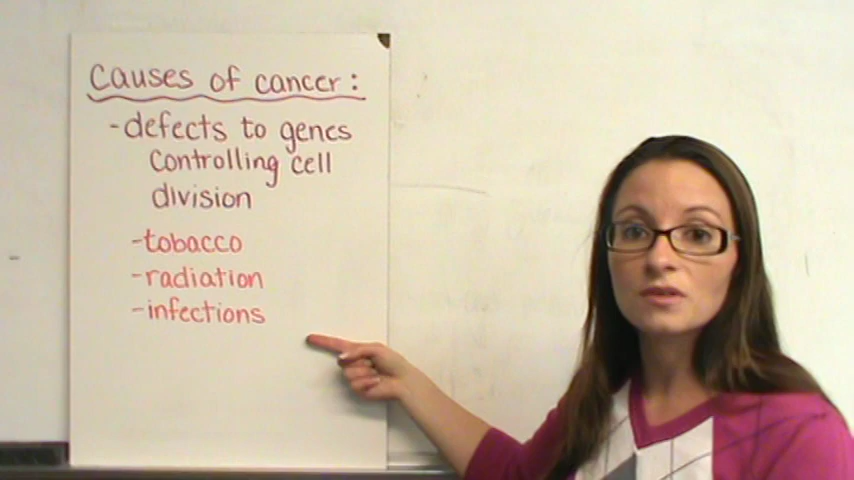 Causes of cancer:
-defects to genes
controlling cell
division
-tobacco
-radiation
-infections